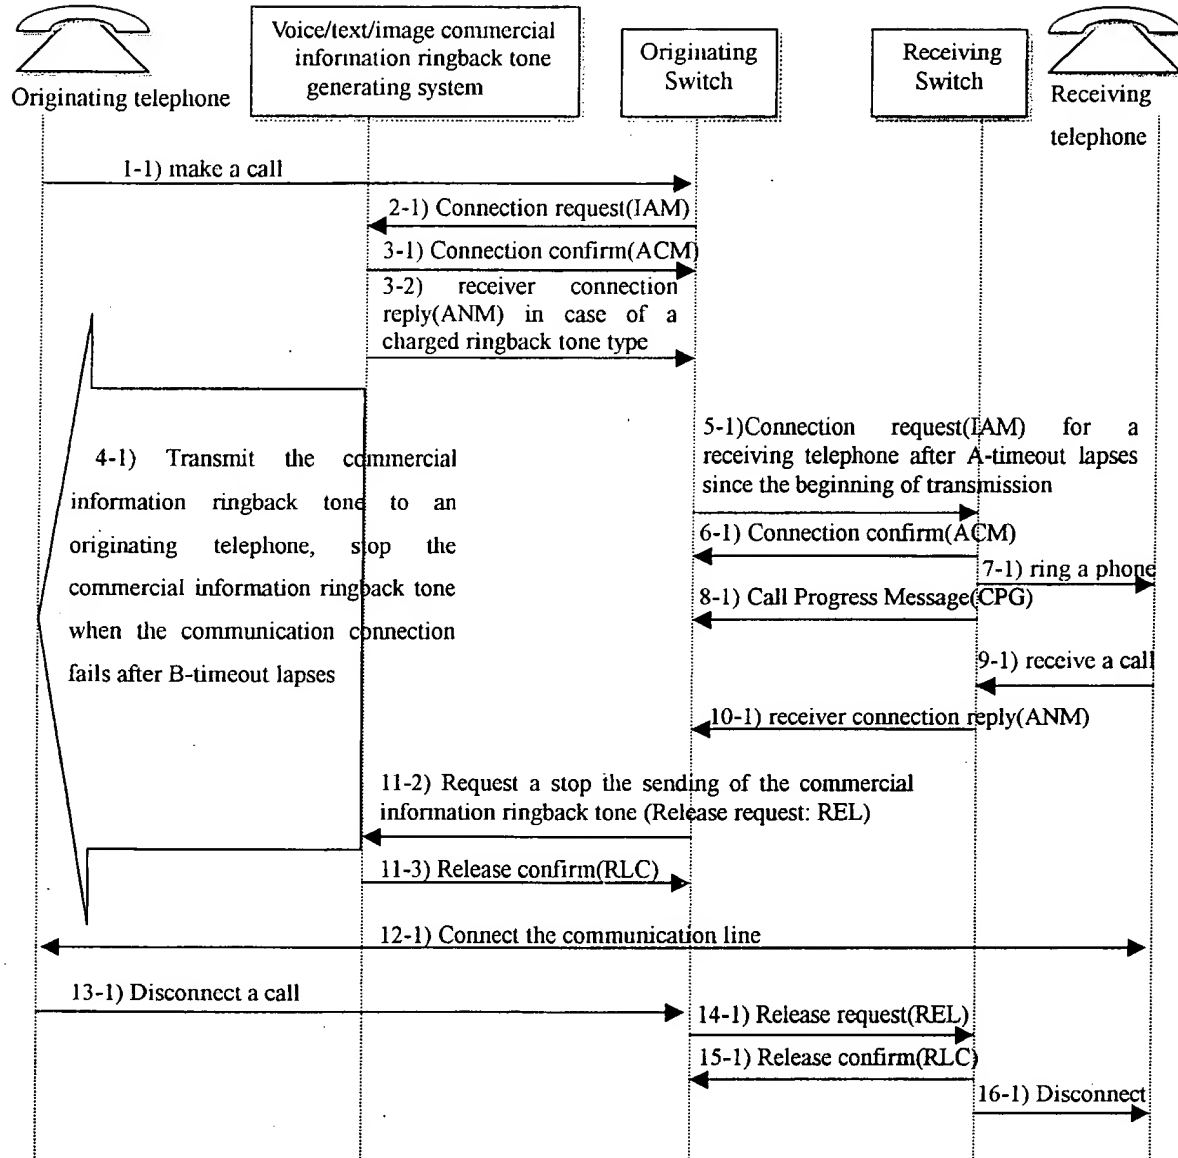 Voice/text/image commercial
information ringback tone
generating system
Originating
Switch
Receiving
Switch
Originating telephone
Receiving
telephone
1-1) make a call
2-1) Connection request(IAM)
3-1) Connection confirm(ACM)
3-2) receiver connection
reply(ANM) in case of a
charged ringback tone type
4-1) Transmit the commercial
information ringback tone to an
originating telephone, stop the
commercial information ringback tone
when the communication connection
fails after B-timeout lapses
5-1)Connection request(IAM) for a
receiving telephone after A-timeout lapses
since the beginning of transmission
6-1) Connection confirm(ACM)
7-1) ring a phone
8-1) Call Progress Message(CPG)
9-1) receive a call
10-1) receiver connection reply(ANM)
11-2) Request a stop the sending of the commercial
information ringback tone (Release request: REL)
11-3) Release confirm(RLC)
12-1) Connect the communication line
13-1) Disconnect a call
14-1) Release request(REL)
15-1) Release confirm(RLC)
16-1) Disconnect